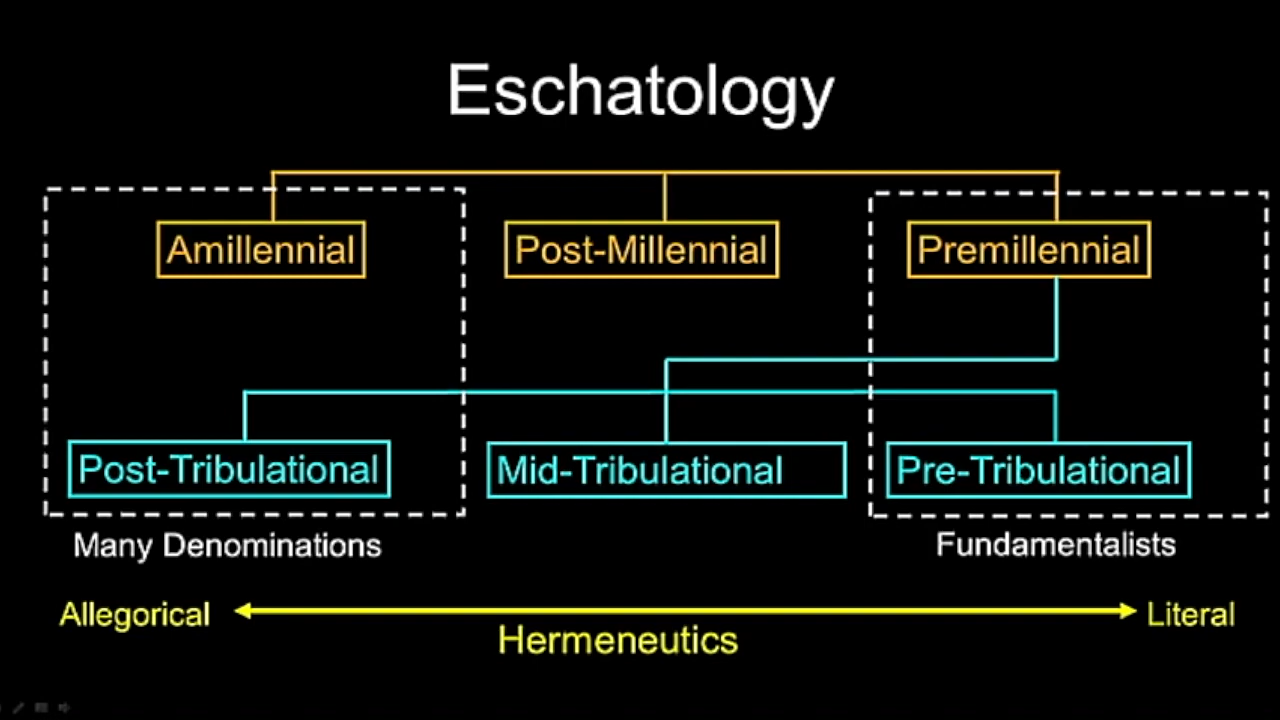 Eschatology
Amillennial
Post-Millennial
Premillennial
Post-Tribulational
Mid-Tribulational
Pre-Tribulational
Many Denominations
Fundamentalists
Allegorical
Literal
Hermeneutics